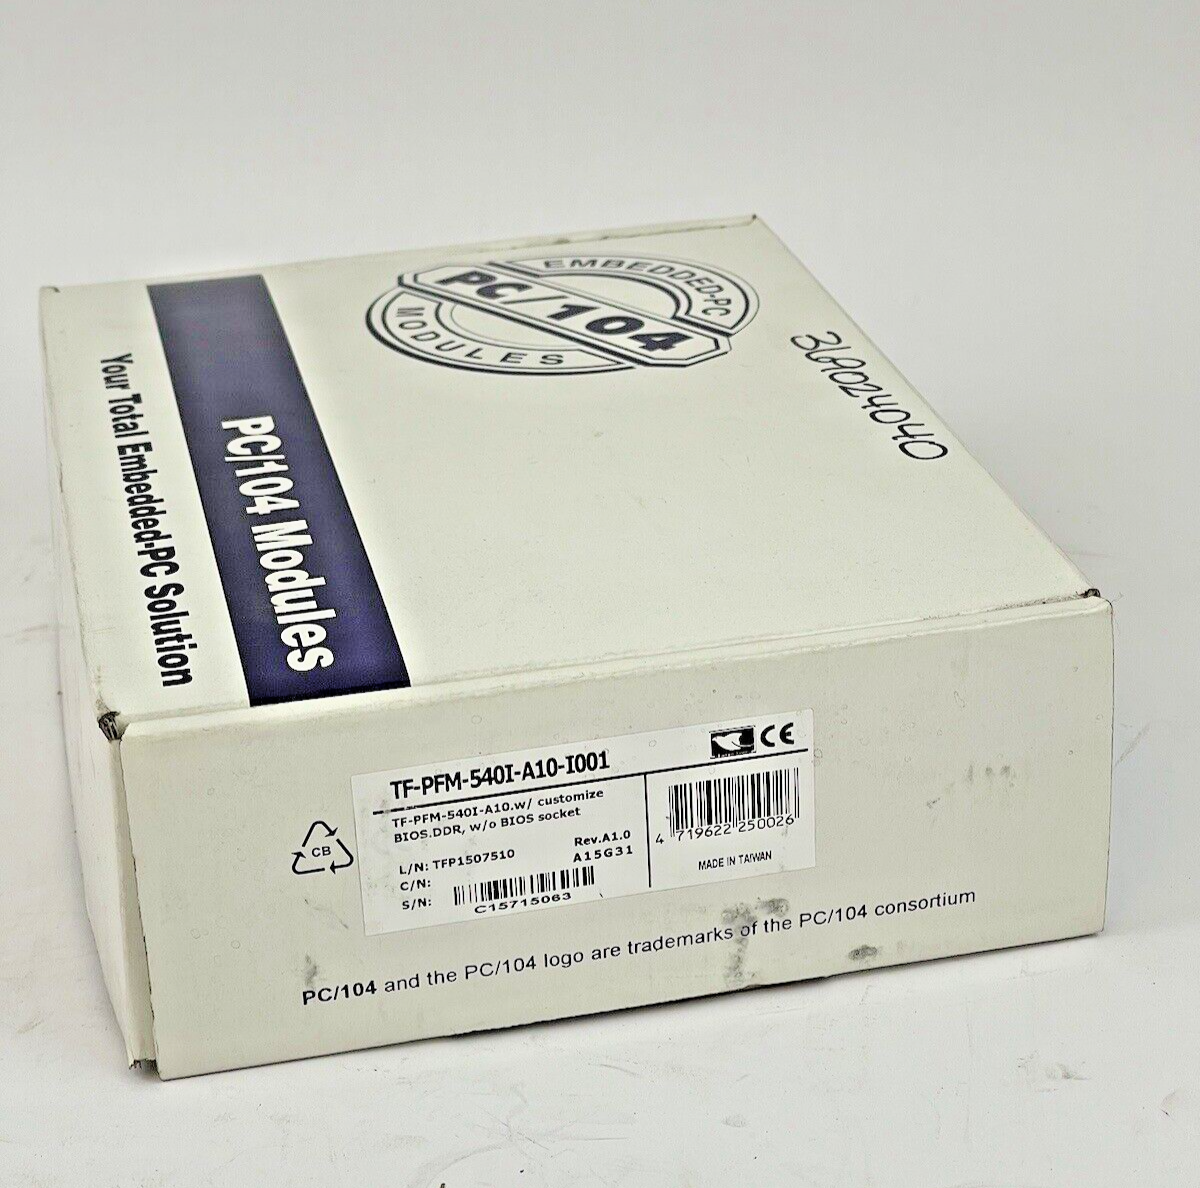 EMBEDDED-PC
PC/104
MODULES
36A024040
PC/104 Modules
Your Total Embedded-PC Solution
TF-PFM-540I-A10-I001
CE
TF-PFM-540I-A10.w/ customize
BIOS.DDR, w/o BIOS socket
L/N: TFP1507510
Rev.A1.0
C/N:
A15G31
S/N:
C15715063
4 719622 250026
MADE IN TAIWAN
CB
PC/104 and the PC/104 logo are trademarks of the PC/104 consortium